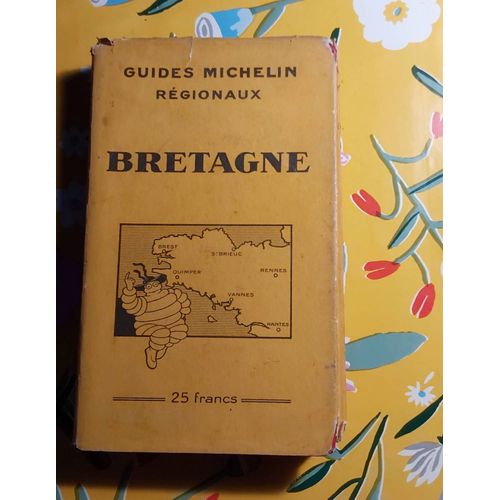 GUIDES MICHELIN
RÉGIONAUX
BRETAGNE
BREST
ST BRIEUC
QUIMPER
RENNES
VANNES
NANTES
25 francs